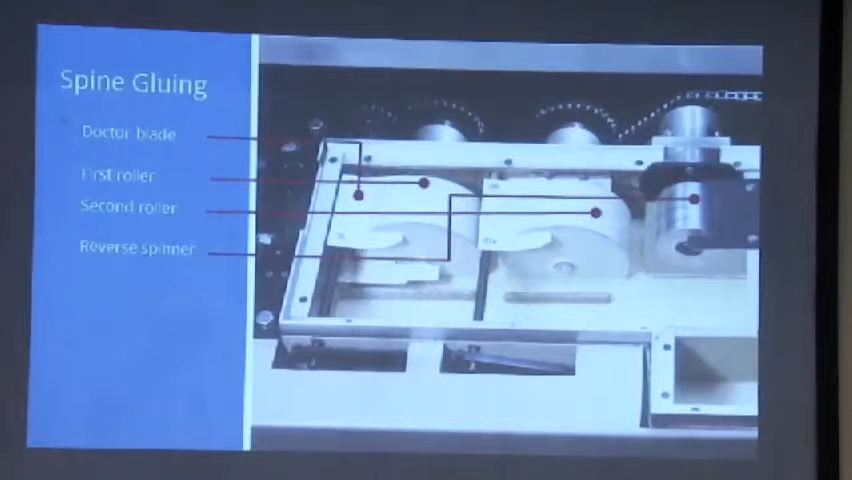 Spine Gluing
Doctor blade
First roller
Second roller
Reverse spinner